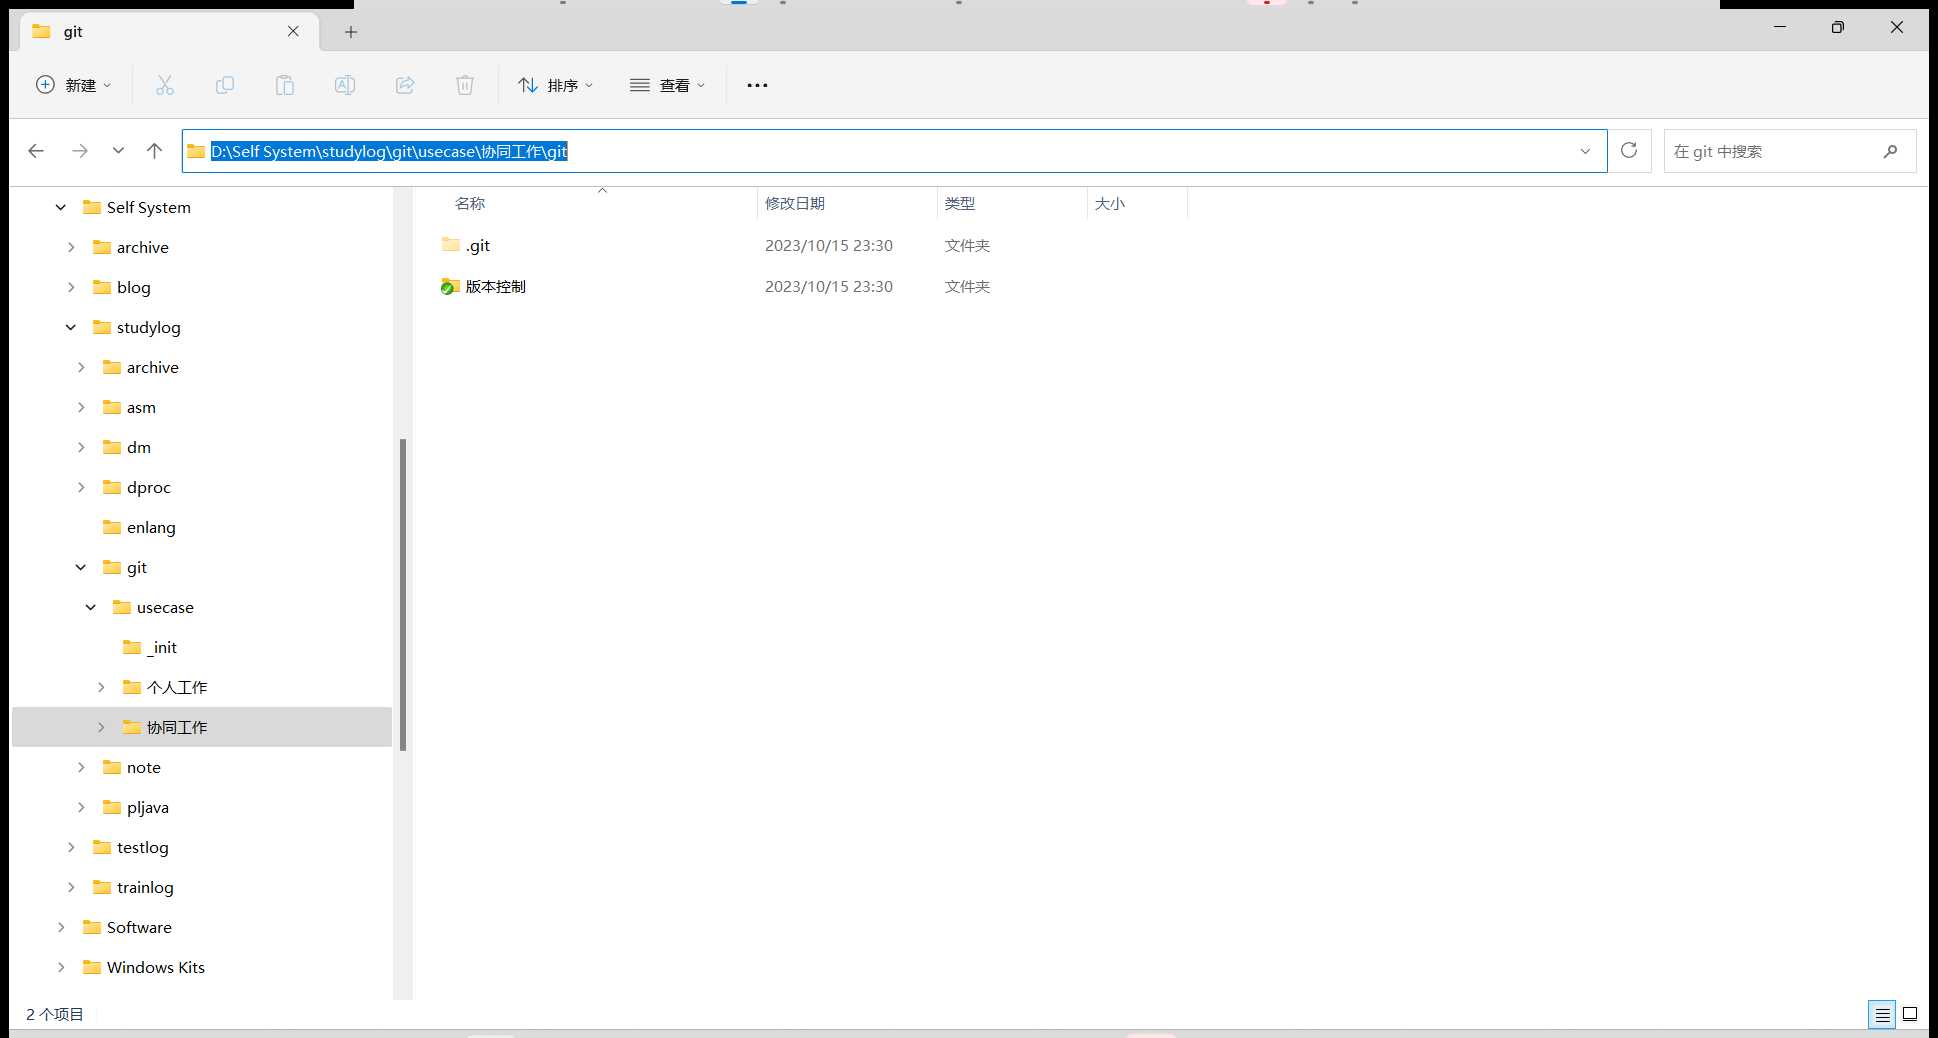 git
新建
排序
查看
D:\Self System\studylog\git\usecase\协同工作\git
在 git 中搜索
Self System
archive
blog
studylog
archive
asm
dm
dproc
enlang
git
usecase
_init
个人工作
协同工作
note
pljava
testlog
trainlog
Software
Windows Kits
名称 修改日期 类型 大小
.git 2023/10/15 23:30 文件夹
版本控制 2023/10/15 23:30 文件夹
2 个项目